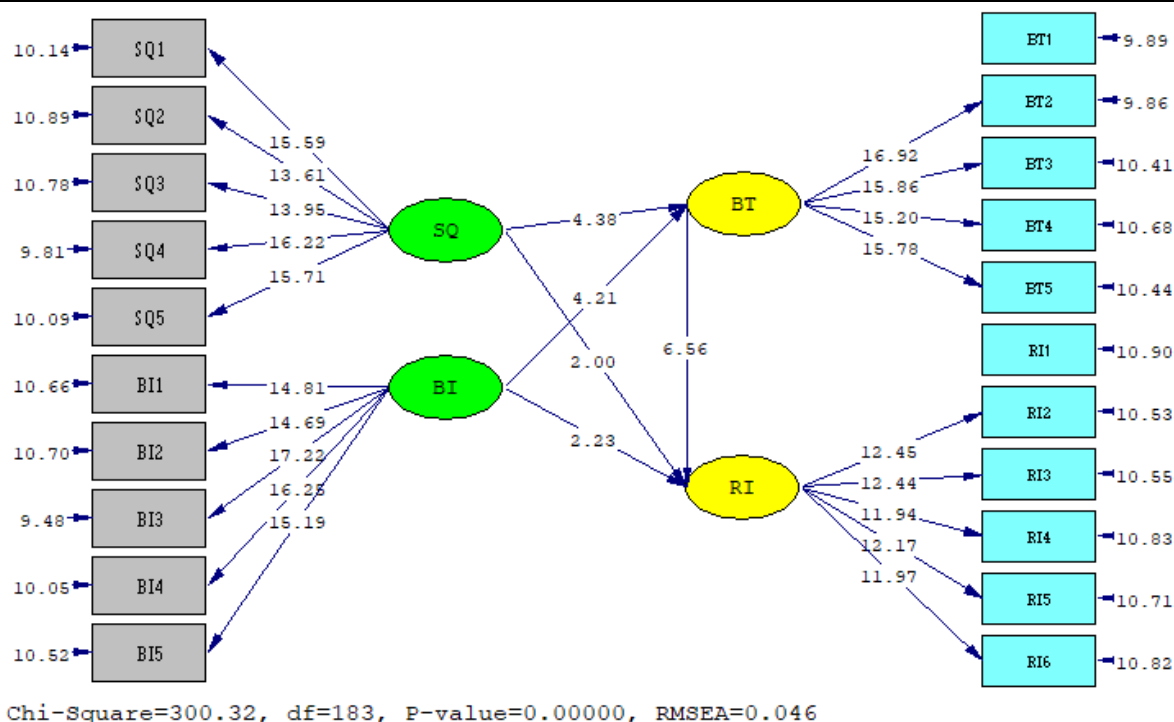 10.14 SQ1
10.89 SQ2
10.78 SQ3
9.81 SQ4
10.09 SQ5
10.66 BI1
10.70 BI2
9.48 BI3
10.05 BI4
10.52 BI5
15.59
13.61
13.95
16.22
15.71
14.81
14.69
17.22
16.25
15.19
SQ
BI
4.38
4.21
2.00
6.56
2.23
BT
RI
16.92
15.86
15.20
15.78
12.45
12.44
11.94
12.17
11.97
BT1 9.89
BT2 9.86
BT3 10.41
BT4 10.68
BT5 10.44
RI1 10.90
RI2 10.53
RI3 10.55
RI4 10.83
RI5 10.71
RI6 10.82
Chi-Square=300.32, df=183, P-value=0.00000, RMSEA=0.046